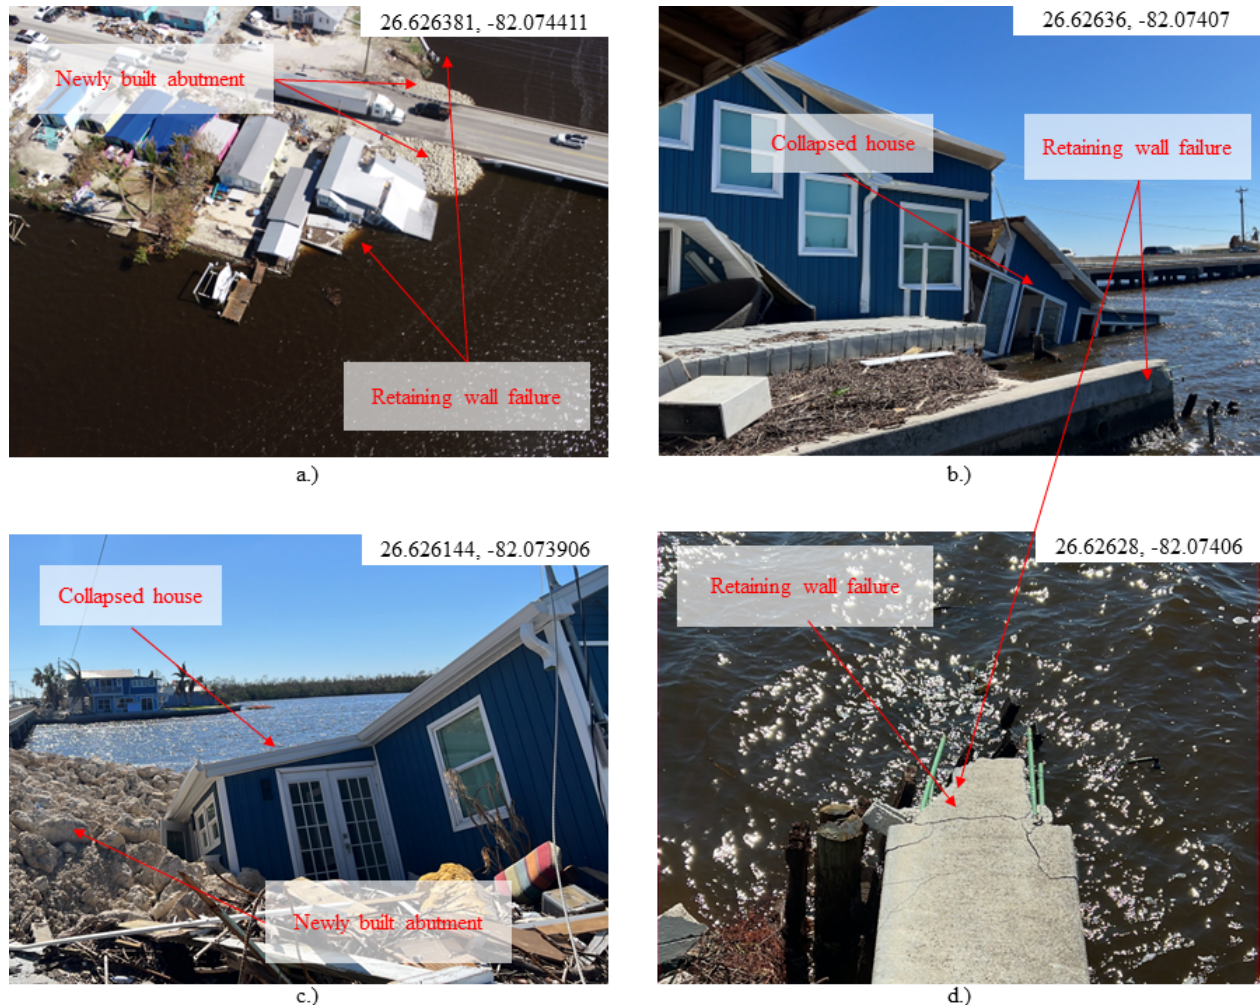 26.626381, -82.074411
Newly built abutment
Retaining wall failure
a.)
26.62636, -82.07407
Collapsed house
Retaining wall failure
b.)
26.626144, -82.073906
Collapsed house
Newly built abutment
c.)
26.62628, -82.07406
Retaining wall failure
d.)